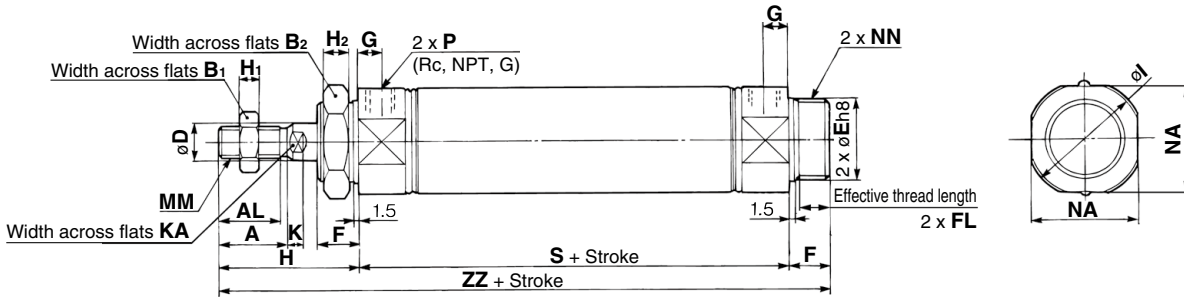 G
H2
G
Width across flats B2
2 x P
2 x NN
(Rc, NPT, G)
Width across flats B1
H1
øI
øD
2 x øEh8
NA
MM
1.5
1.5
Effective thread length
AL
NA
2 x FL
Width across flats KA
K
A
F
F
H
S + Stroke
ZZ + Stroke